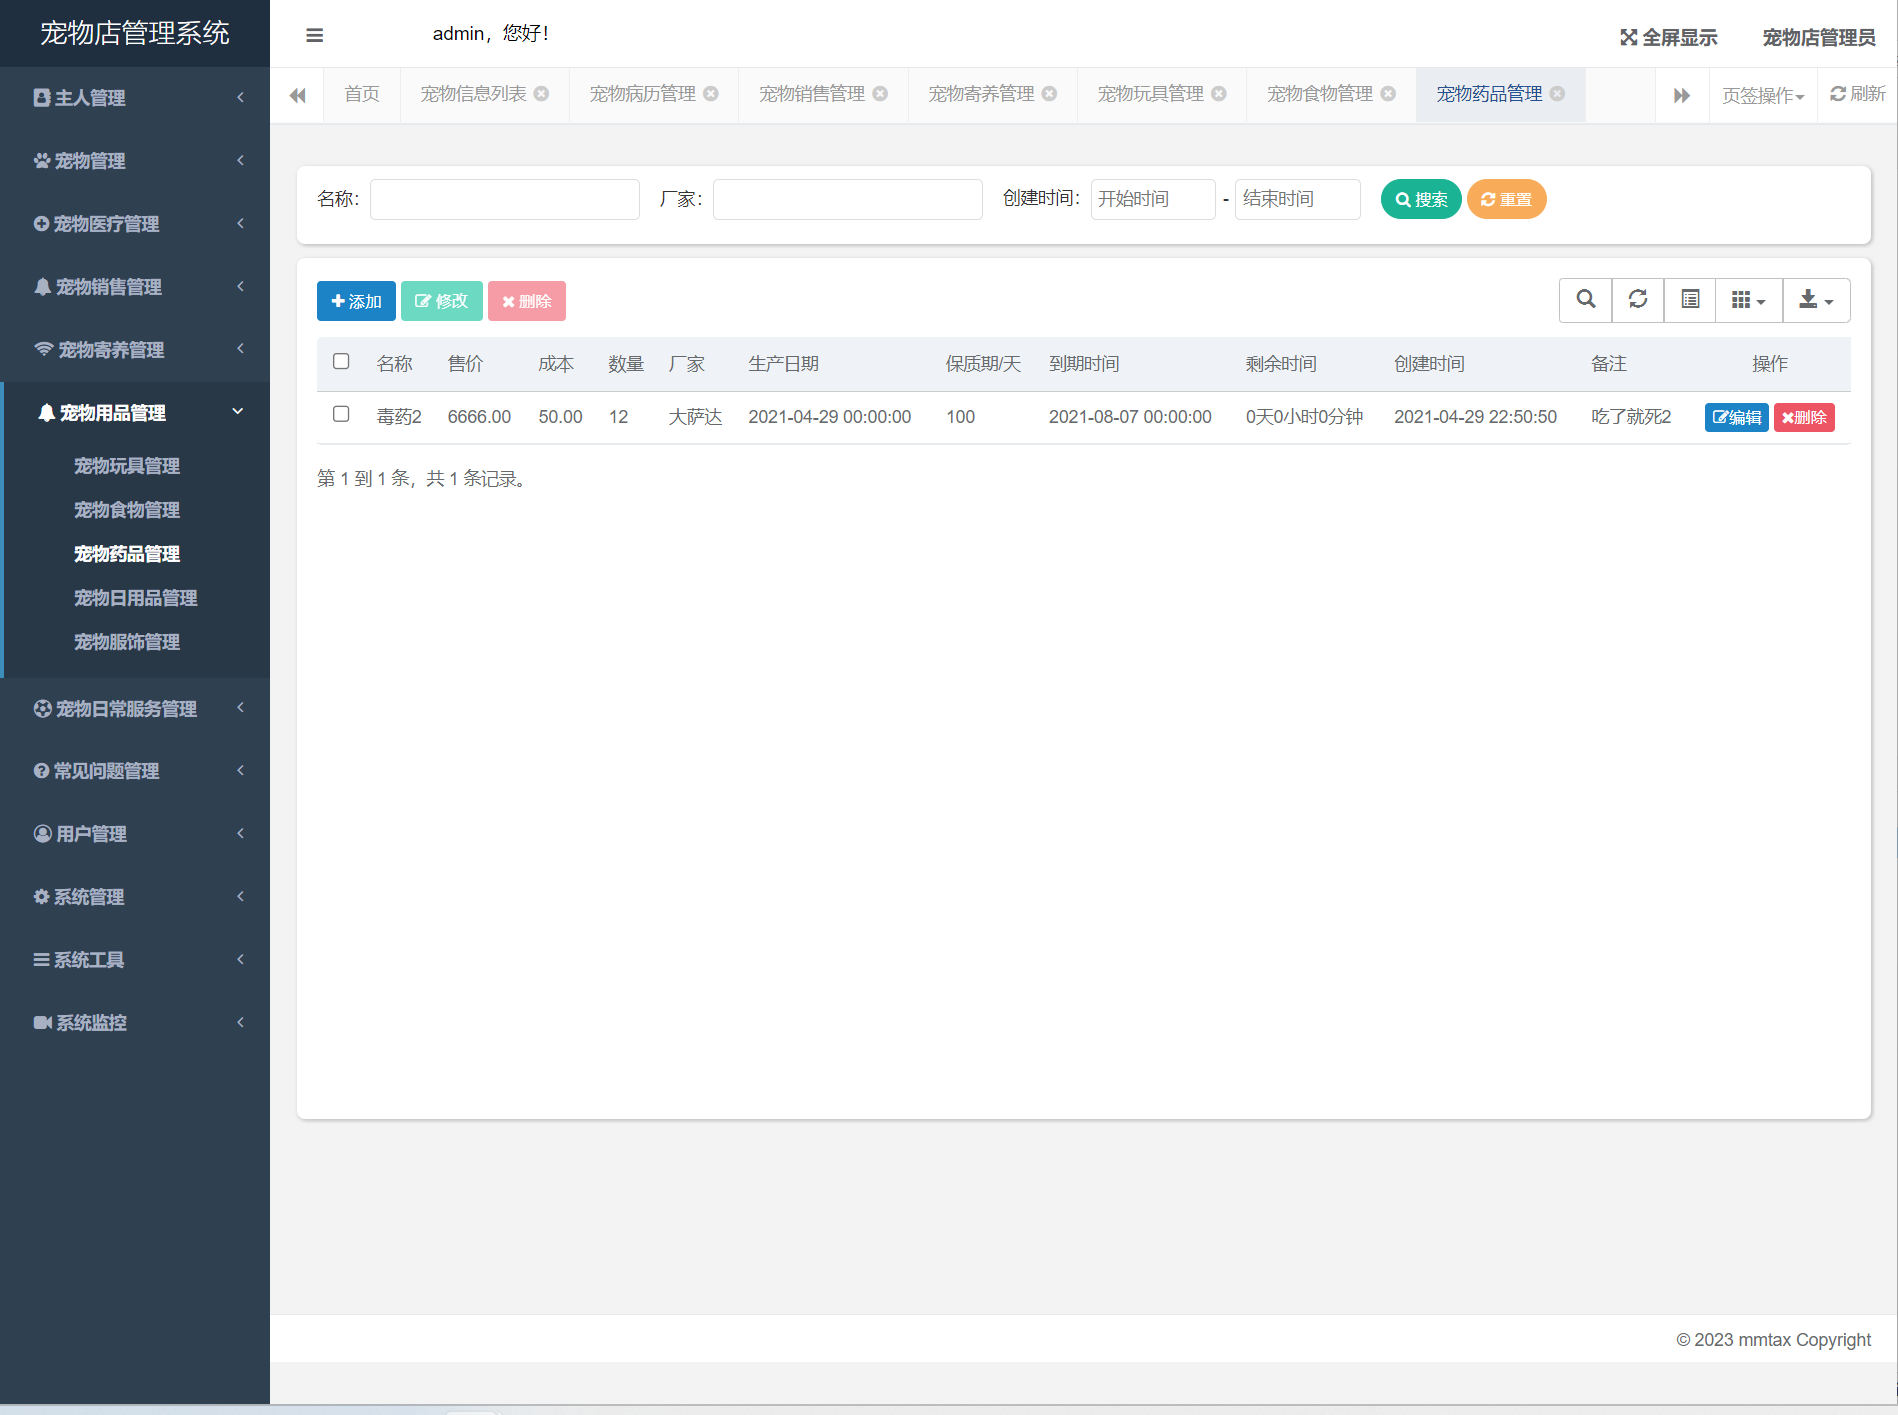 宠物店管理系统
admin，您好！
全屏显示
宠物店管理员
主人管理
宠物管理
宠物医疗管理
宠物销售管理
宠物寄养管理
宠物用品管理
宠物玩具管理
宠物食物管理
宠物药品管理
宠物日用品管理
宠物服饰管理
宠物日常服务管理
常见问题管理
用户管理
系统管理
系统工具
系统监控
首页 宠物信息列表 宠物病历管理 宠物销售管理 宠物寄养管理 宠物玩具管理 宠物食物管理 宠物药品管理 页签操作 刷新
名称： 厂家： 创建时间： 开始时间 - 结束时间 搜索 重置
添加 修改 删除
名称 售价 成本 数量 厂家 生产日期 保质期/天 到期时间 剩余时间 创建时间 备注 操作
毒药2 6666.00 50.00 12 大萨达 2021-04-29 00:00:00 100 2021-08-07 00:00:00 0天0小时0分钟 2021-04-29 22:50:50 吃了就死2 编辑 删除
第 1 到 1 条，共 1 条记录。
© 2023 mmtax Copyright